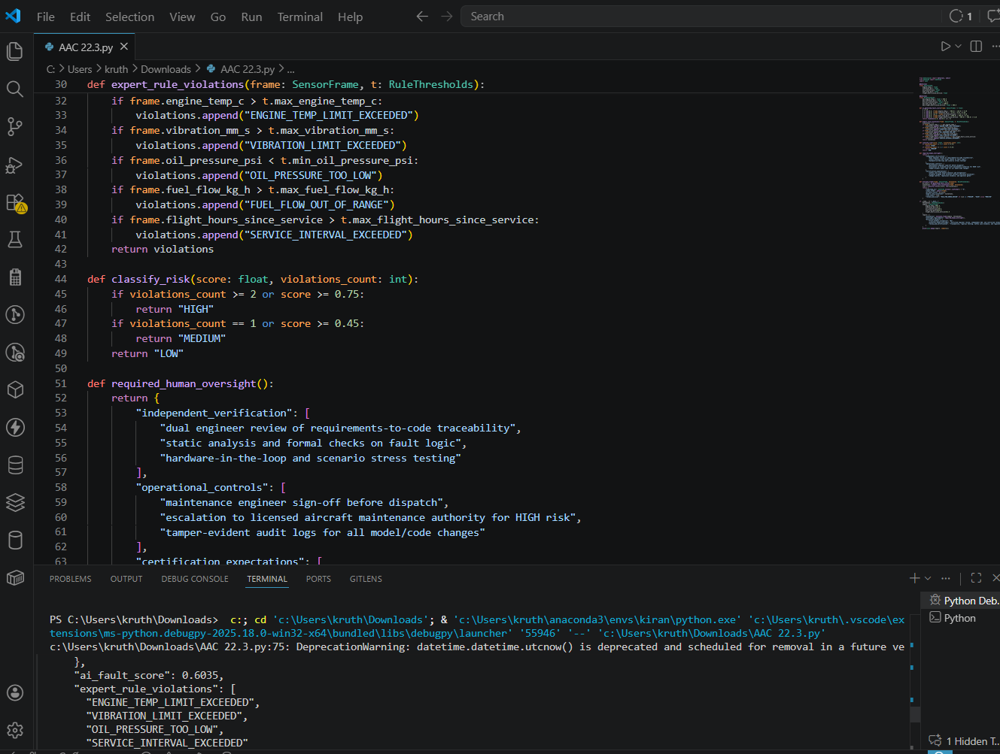 File Edit Selection View Go Run Terminal Help
Search
1
AAC 22.3.py
C: > Users > kruth > Downloads > AAC 22.3.py > ...
30 def expert_rule_violations(frame: SensorFrame, t: RuleThresholds):
32 if frame.engine_temp_c > t.max_engine_temp_c:
33 violations.append("ENGINE_TEMP_LIMIT_EXCEEDED")
34 if frame.vibration_mm_s > t.max_vibration_mm_s:
35 violations.append("VIBRATION_LIMIT_EXCEEDED")
36 if frame.oil_pressure_psi < t.min_oil_pressure_psi:
37 violations.append("OIL_PRESSURE_TOO_LOW")
38 if frame.fuel_flow_kg_h > t.max_fuel_flow_kg_h:
39 violations.append("FUEL_FLOW_OUT_OF_RANGE")
40 if frame.flight_hours_since_service > t.max_flight_hours_since_service:
41 violations.append("SERVICE_INTERVAL_EXCEEDED")
42 return violations
43
44 def classify_risk(score: float, violations_count: int):
45 if violations_count >= 2 or score >= 0.75:
46 return "HIGH"
47 if violations_count == 1 or score >= 0.45:
48 return "MEDIUM"
49 return "LOW"
50
51 def required_human_oversight():
52 return {
53 "independent_verification": [
54 "dual engineer review of requirements-to-code traceability",
55 "static analysis and formal checks on fault logic",
56 "hardware-in-the-loop and scenario stress testing"
57 ],
58 "operational_controls": [
59 "maintenance engineer sign-off before dispatch",
60 "escalation to licensed aircraft maintenance authority for HIGH risk",
61 "tamper-evident audit logs for all model/code changes"
62 ],
63 "certification_expectations": [
PROBLEMS OUTPUT DEBUG CONSOLE TERMINAL PORTS GITLENS
PS C:\Users\kruth\Downloads> c:; cd 'c:\Users\kruth\Downloads'; & 'c:\Users\kruth\anaconda3\envs\kiran\python.exe' 'c:\Users\kruth\.vscode\ex
tensions\ms-python.debugpy-2025.18.0-win32-x64\bundled\libs\debugpy\launcher' '55946' '--' 'c:\Users\kruth\Downloads\AAC 22.3.py'
c:\Users\kruth\Downloads\AAC 22.3.py:75: DeprecationWarning: datetime.datetime.utcnow() is deprecated and scheduled for removal in a future ve
},
"ai_fault_score": 0.6035,
"expert_rule_violations": [
"ENGINE_TEMP_LIMIT_EXCEEDED",
"VIBRATION_LIMIT_EXCEEDED",
"OIL_PRESSURE_TOO_LOW",
"SERVICE_INTERVAL_EXCEEDED"
Python Deb...
Python
1 Hidden T...